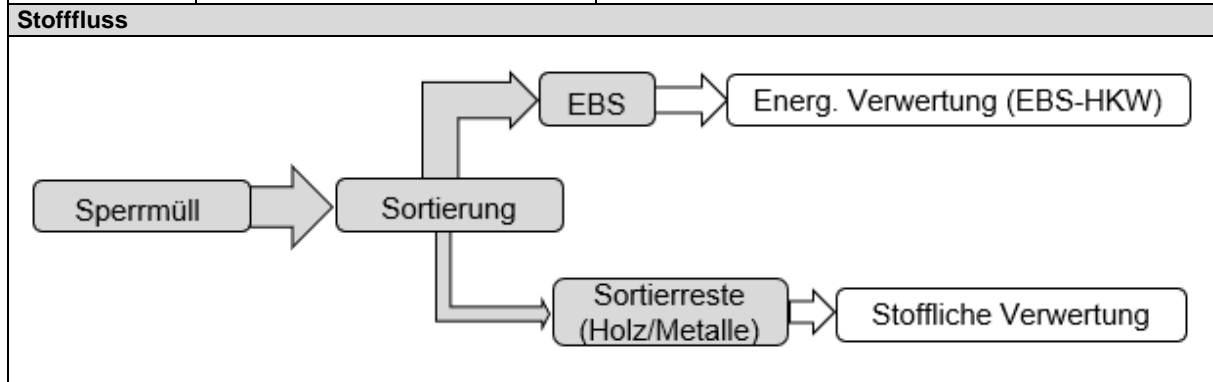 Stofffluss
EBS
Energ. Verwertung (EBS-HKW)
Sperrmüll
Sortierung
Sortierreste
(Holz/Metalle)
Stoffliche Verwertung